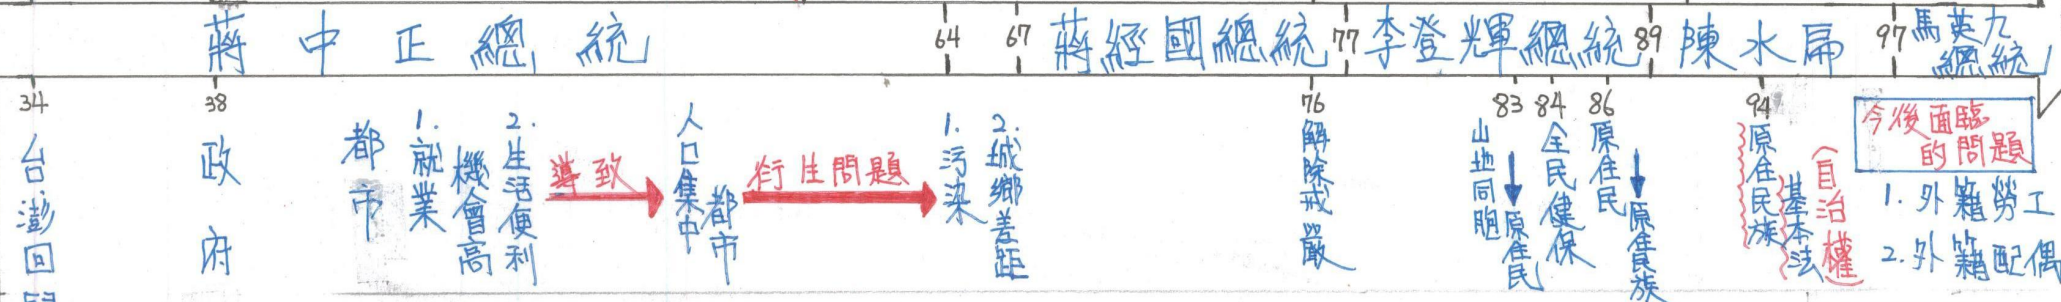 蔣中正總統
64
67
蔣經國總統
77
李登輝總統
89
陳水扁
97
馬英九
總統
34
台澎回
38
政府
都市
1.就業
機會高
2.生活便利
導致
人口集中
都市
衍生問題
1.污染
2.城鄉差距
76
解除戒嚴
83
山地同胞
原住民
84
全民健保
86
原住民
原住民族
94
原住民族
基本法
(自治權)
今後面臨
的問題
1.外籍勞工
2.外籍配偶